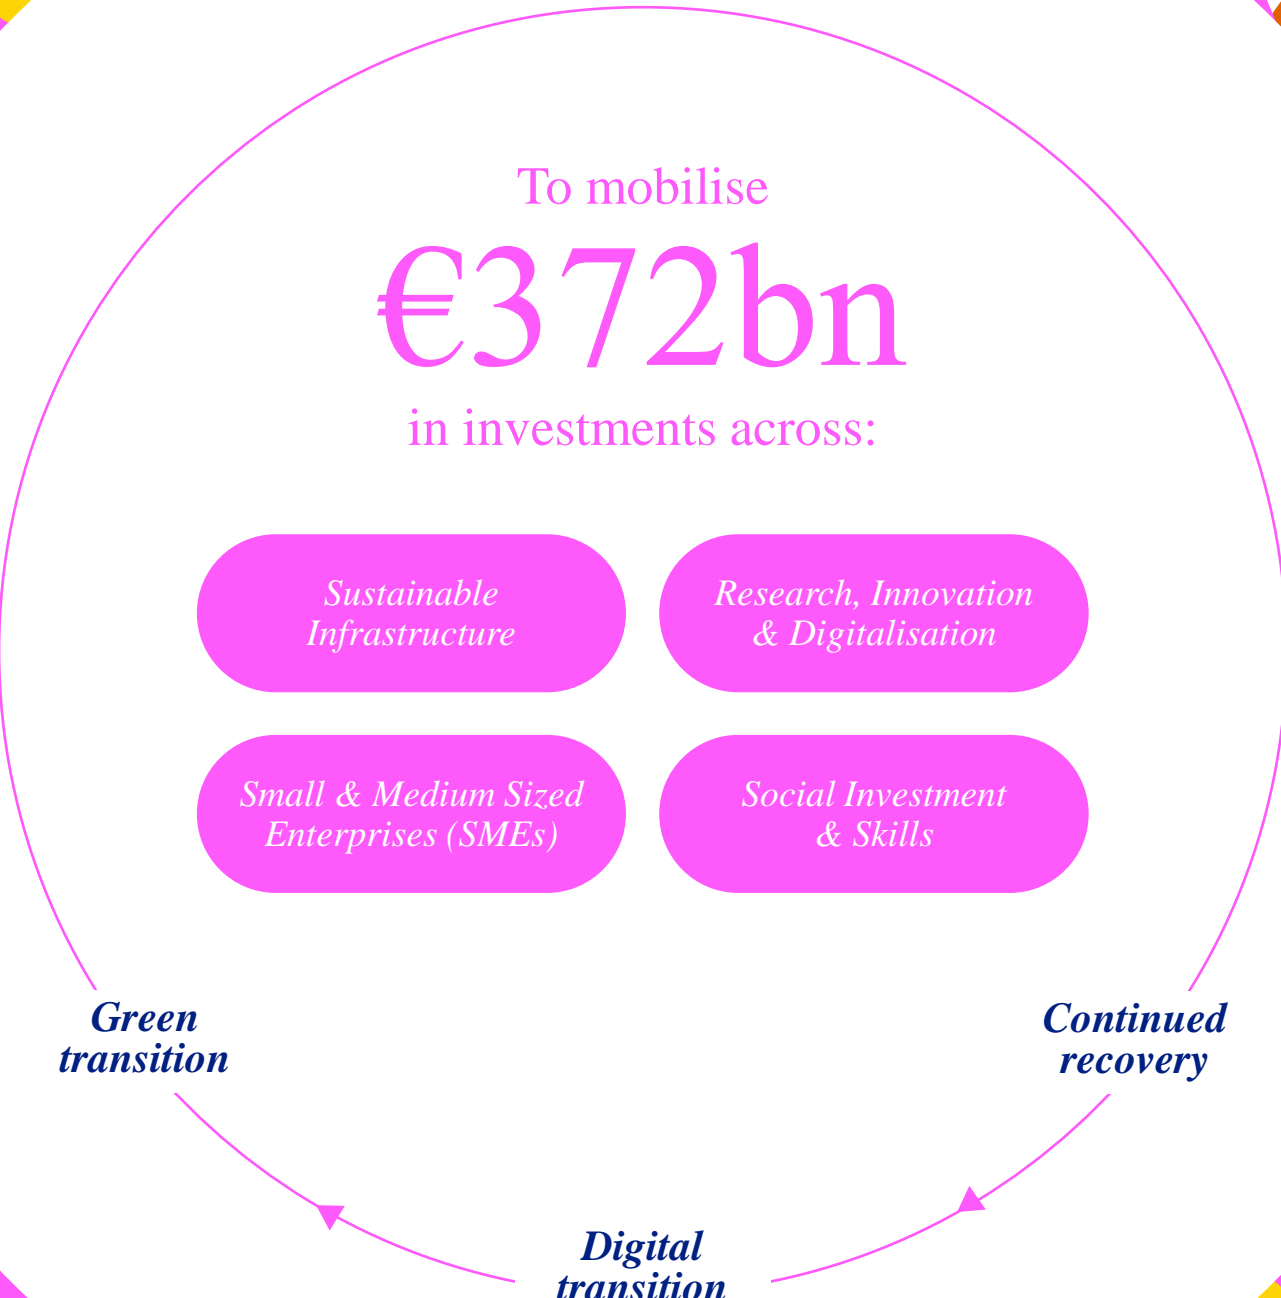 To mobilise
€372bn
in investments across:
Sustainable
Infrastructure
Research, Innovation
& Digitalisation
Small & Medium Sized
Enterprises (SMEs)
Social Investment
& Skills
Green
transition
Continued
recovery
Digital
transition